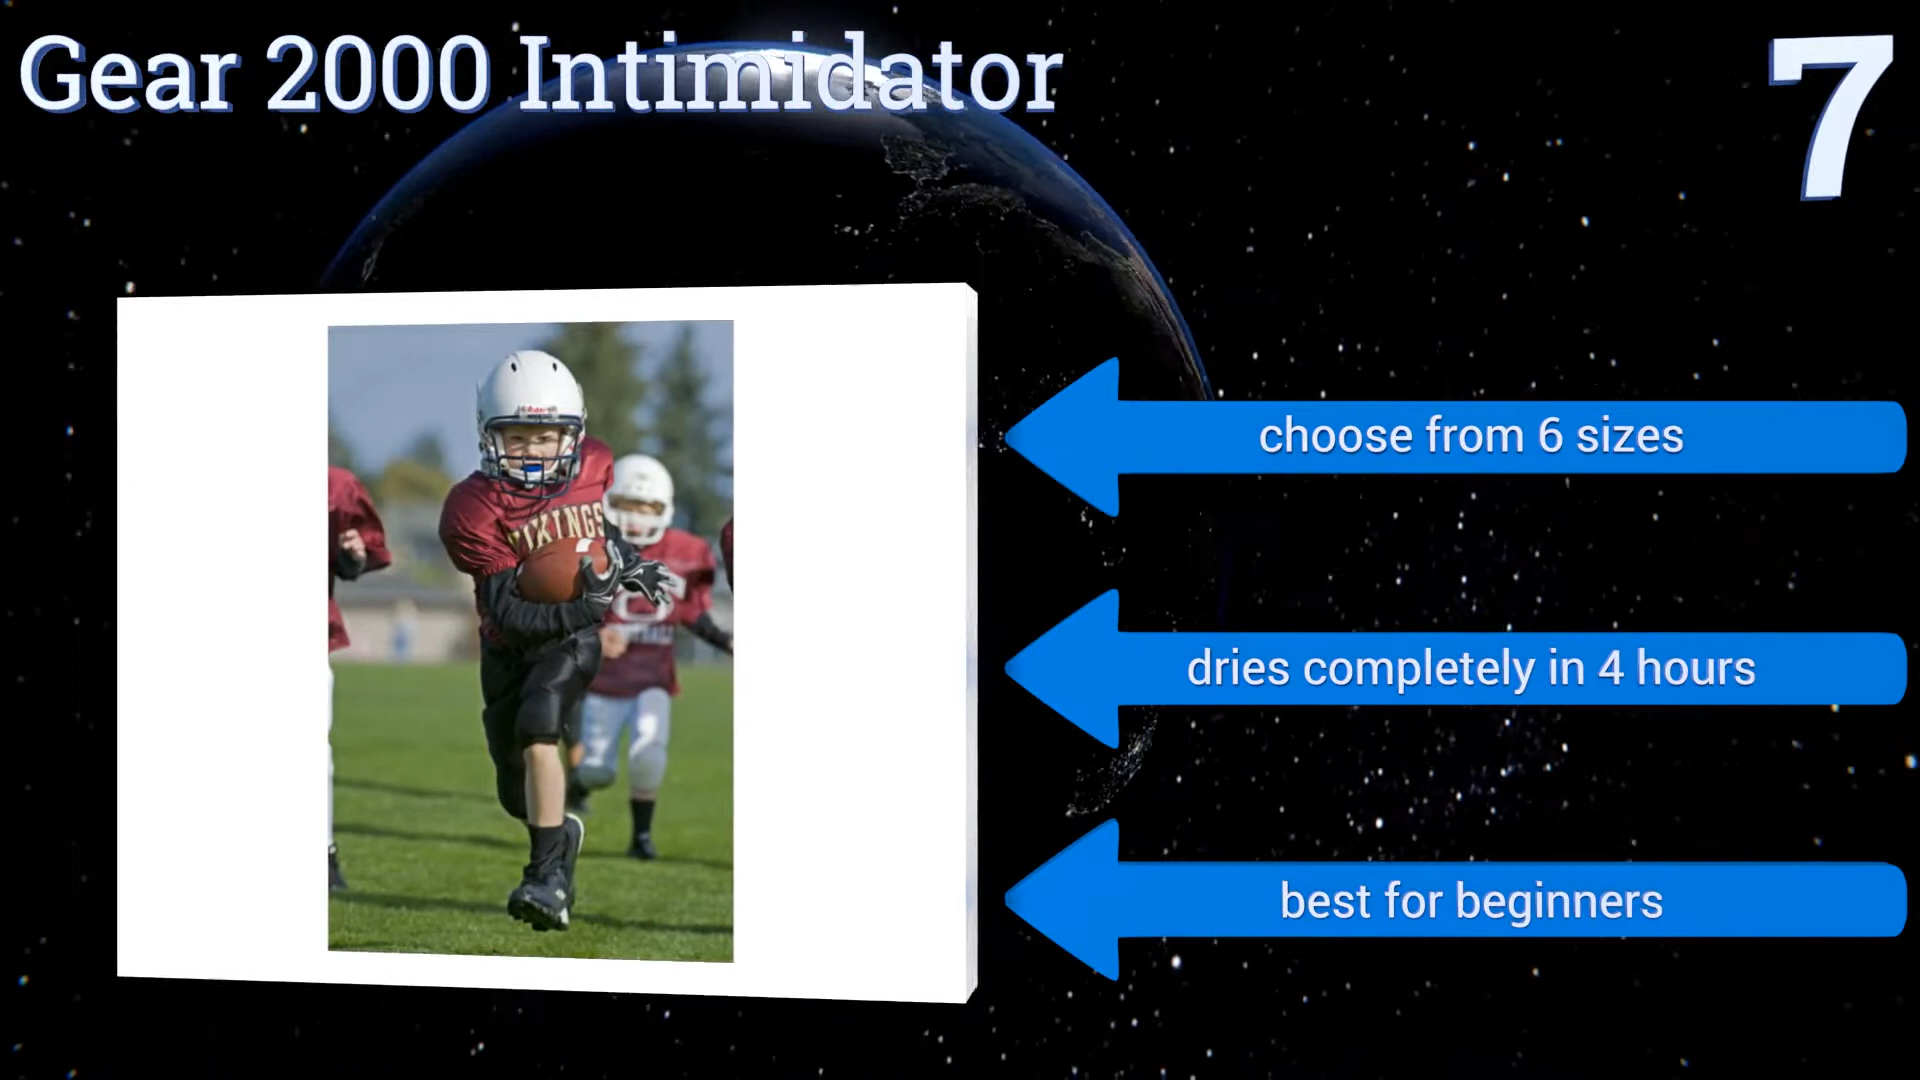 Gear 2000 Intimidator
7
choose from 6 sizes
VIKINGS
dries completely in 4 hours
best for beginners